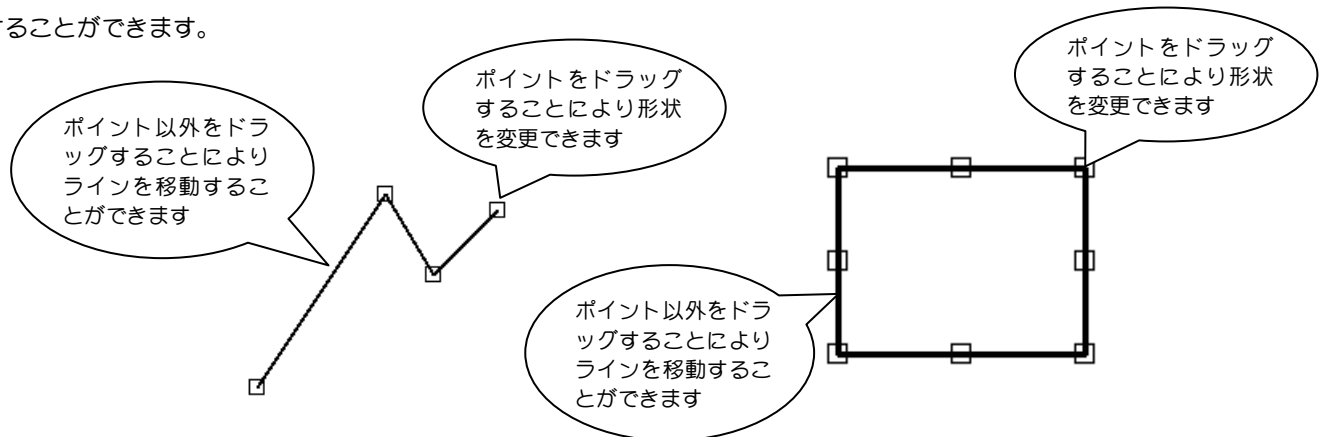 することができます。
ポイント以外をドラ
ッグすることにより
ラインを移動するこ
とができます
ポイントをドラッグ
することにより形状
を変更できます
ポイント以外をドラ
ッグすることにより
ラインを移動するこ
とができます
ポイントをドラッグ
することにより形状
を変更できます